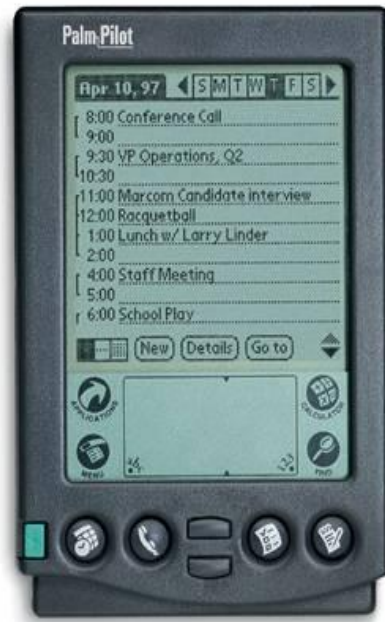 PalmPilot
Apr 10, 97 S M T W T F S
8:00 Conference Call
9:00
9:30 VP Operations, Q2
10:30
11:00 Marcom Candidate interview
12:00 Racquetball
1:00 Lunch w/ Larry Linder
2:00
4:00 Staff Meeting
5:00
6:00 School Play
New Details Go to
APPLICATIONS CALCULATOR
MENU FIND